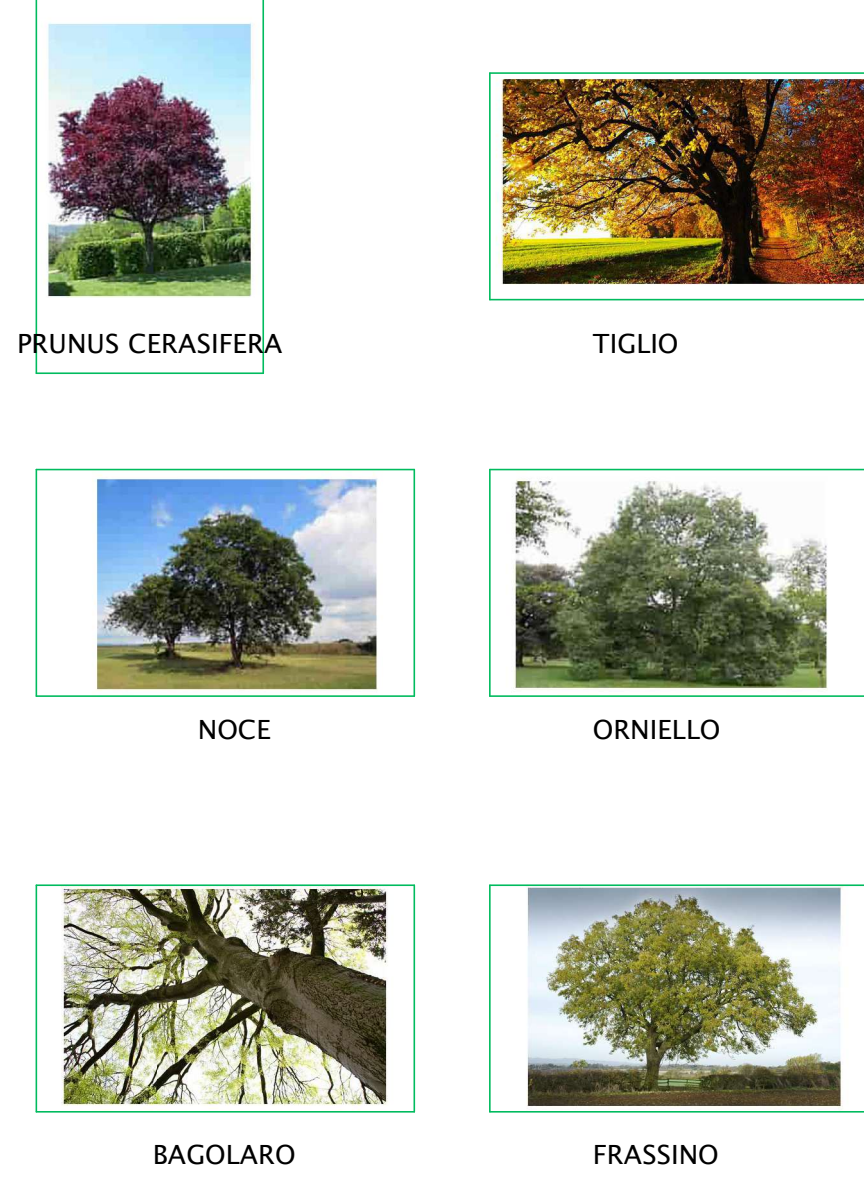 PRUNUS CERASIFERA
TIGLIO
NOCE
ORNIELLO
BAGOLARO
FRASSINO